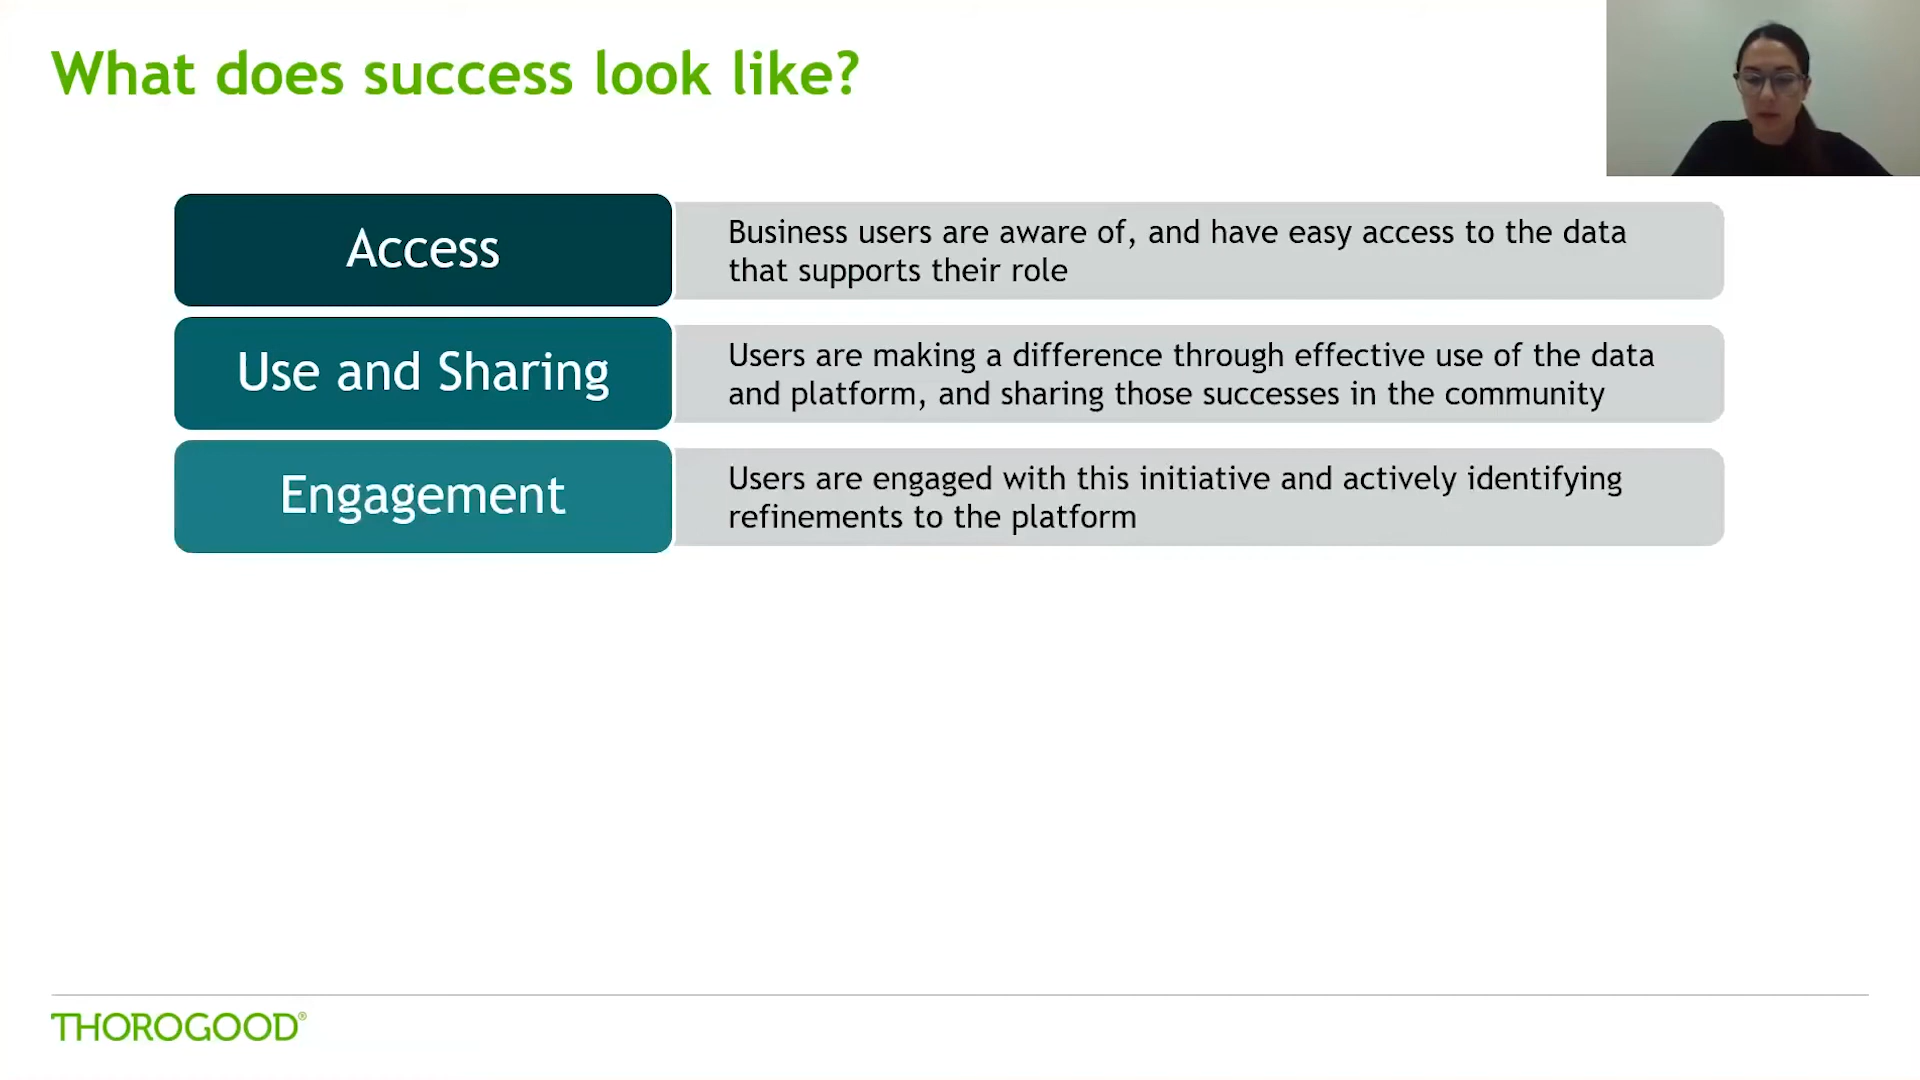 What does success look like?
Access
Business users are aware of, and have easy access to the data
that supports their role
Use and Sharing
Users are making a difference through effective use of the data
and platform, and sharing those successes in the community
Engagement
Users are engaged with this initiative and actively identifying
refinements to the platform
THOROGOOD®